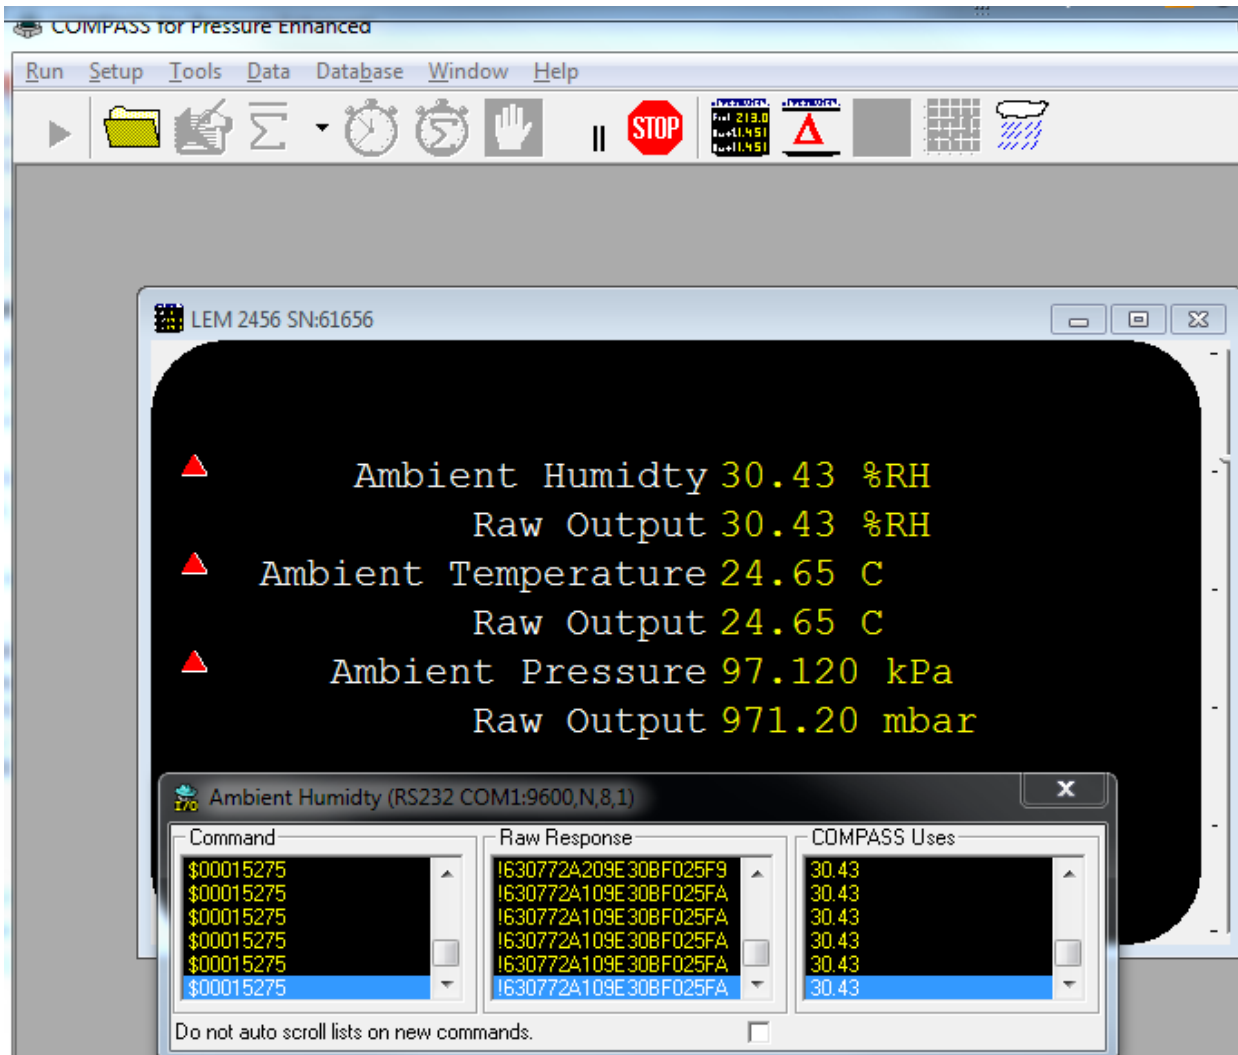 COMPASS for Pressure Enhanced
Run Setup Tools Data Database Window Help
STOP
LEM 2456 SN:61656
Ambient Humidty 30.43 %RH
Raw Output 30.43 %RH
Ambient Temperature 24.65 C
Raw Output 24.65 C
Ambient Pressure 97.120 kPa
Raw Output 971.20 mbar
Ambient Humidty (RS232 COM1:9600,N,8,1)
Command Raw Response COMPASS Uses
$00015275 !630772A209E30BF025F9 30.43
$00015275 !630772A109E30BF025FA 30.43
$00015275 !630772A109E30BF025FA 30.43
$00015275 !630772A109E30BF025FA 30.43
$00015275 !630772A109E30BF025FA 30.43
$00015275 !630772A109E30BF025FA 30.43
Do not auto scroll lists on new commands.